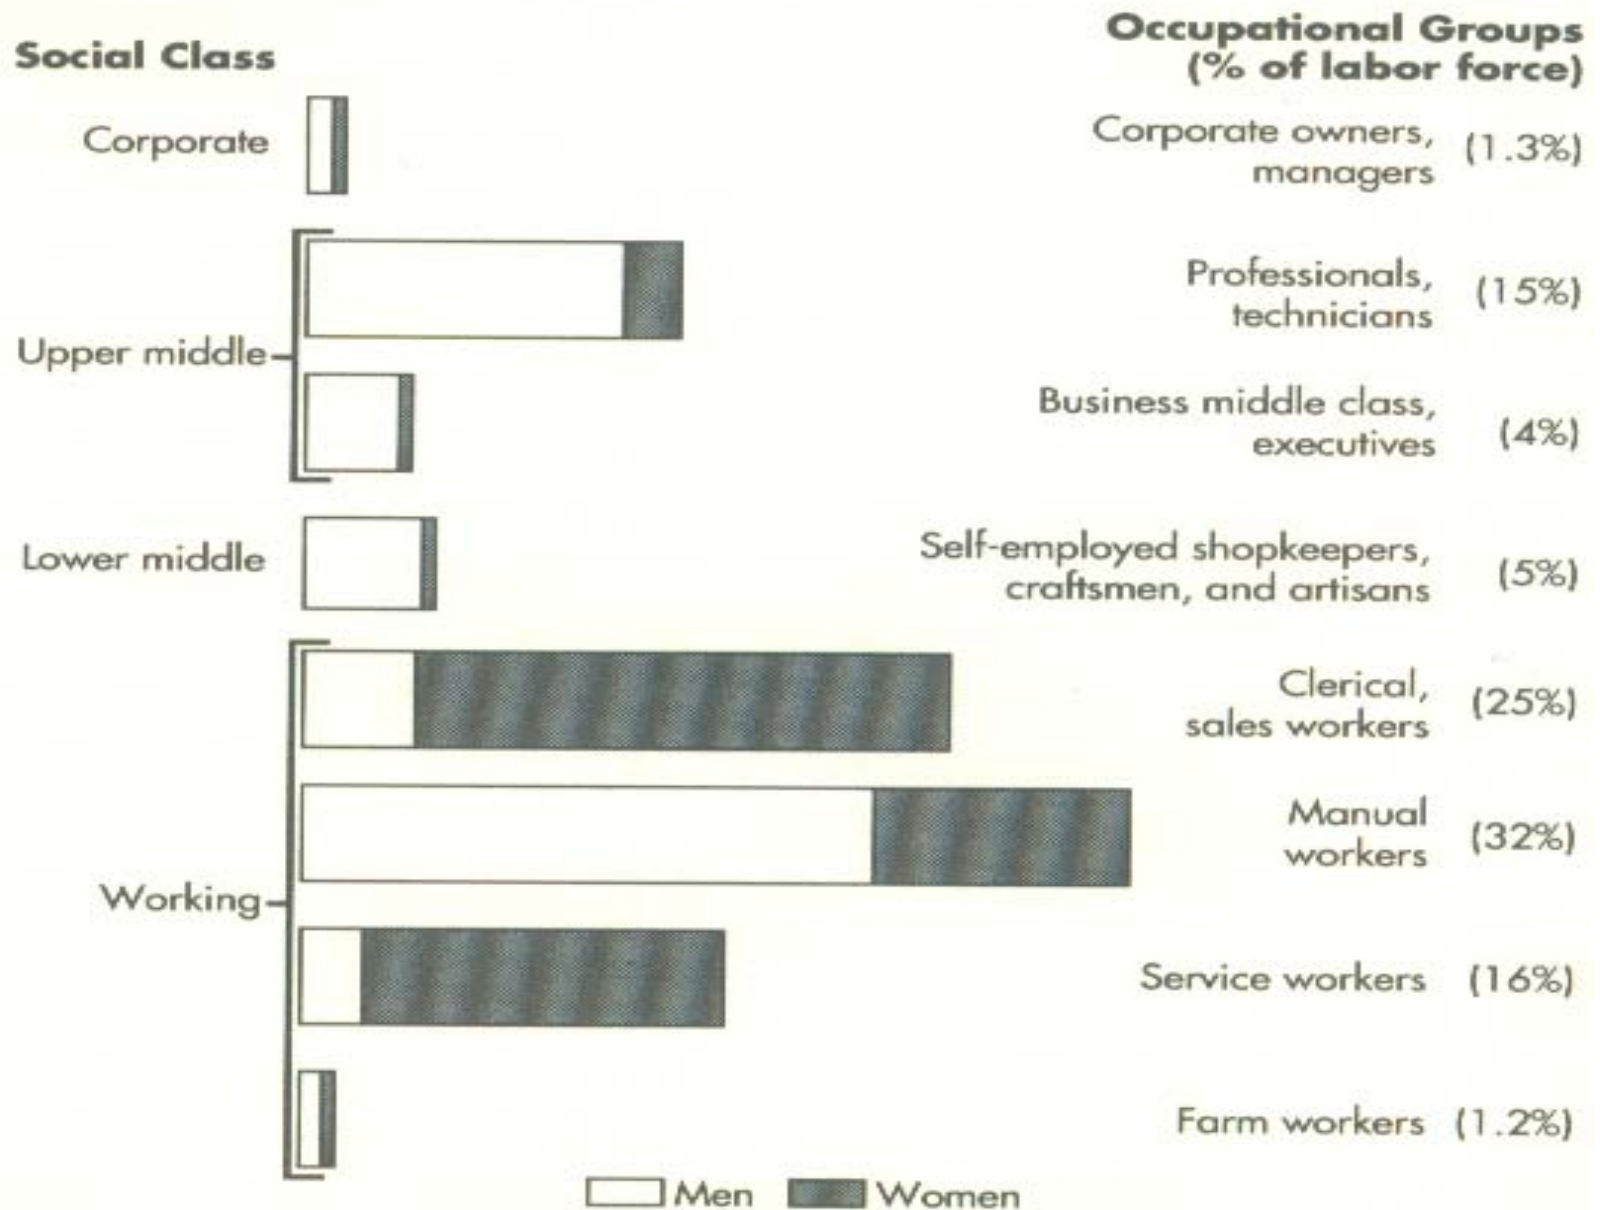 Social Class
Occupational Groups
(% of labor force)
Corporate
Corporate owners,
managers
(1.3%)
Upper middle
Professionals,
technicians
(15%)
Business middle class,
executives
(4%)
Lower middle
Self-employed shopkeepers,
craftsmen, and artisans
(5%)
Working
Clerical,
sales workers
(25%)
Manual
workers
(32%)
Service workers (16%)
Farm workers (1.2%)
Men
Women